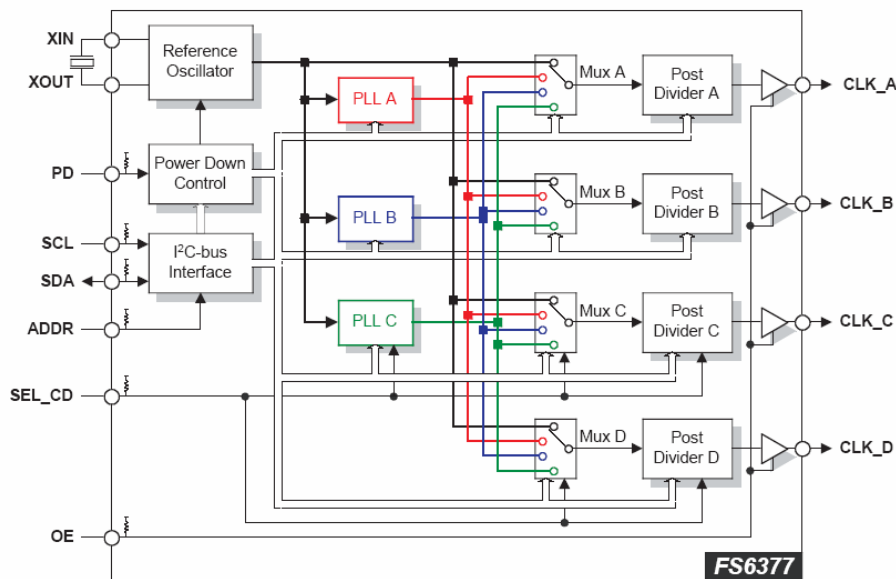 XIN
XOUT
Reference
Oscillator
Mux A
Post
Divider A
CLK_A
PLL A
PD
Power Down
Control
Mux B
Post
Divider B
CLK_B
PLL B
SCL
SDA
I²C-bus
Interface
ADDR
PLL C
Mux C
Post
Divider C
CLK_C
SEL_CD
Mux D
Post
Divider D
CLK_D
OE
FS6377